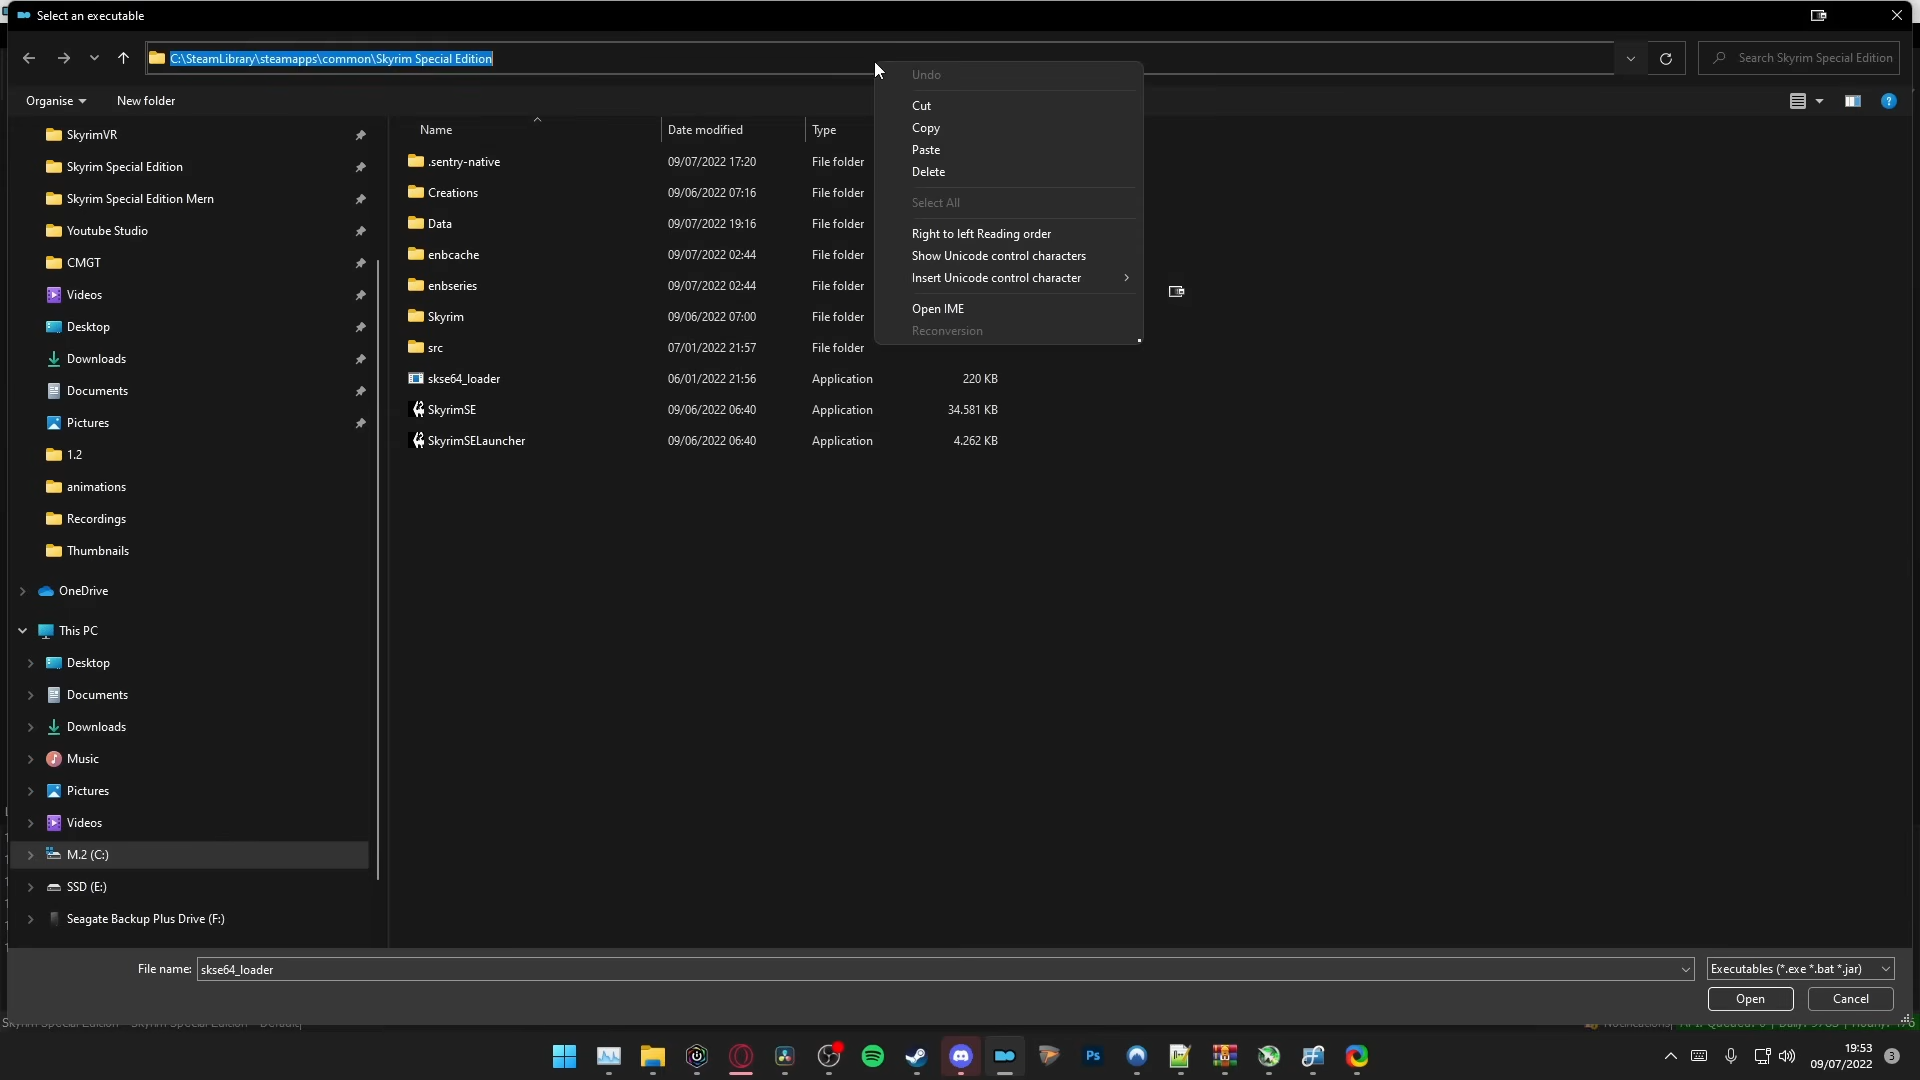 Select an executable
C:\SteamLibrary\steamapps\common\Skyrim Special Edition
Search Skyrim Special Edition
Organise
New folder
SkyrimVR
Skyrim Special Edition
Skyrim Special Edition Mern
Youtube Studio
CMGT
Videos
Desktop
Downloads
Documents
Pictures
1.2
animations
Recordings
Thumbnails
OneDrive
This PC
Desktop
Documents
Downloads
Music
Pictures
Videos
M.2 (C:)
SSD (E:)
Seagate Backup Plus Drive (F:)
Name Date modified Type
.sentry-native 09/07/2022 17:20 File folder
Creations 09/06/2022 07:16 File folder
Data 09/07/2022 19:16 File folder
enbcache 09/07/2022 02:44 File folder
enbseries 09/07/2022 02:44 File folder
Skyrim 09/06/2022 07:00 File folder
src 07/01/2022 21:57 File folder
skse64_loader 06/01/2022 21:56 Application 220 KB
SkyrimSE 09/06/2022 06:40 Application 34.581 KB
SkyrimSELauncher 09/06/2022 06:40 Application 4.262 KB
Undo
Cut
Copy
Paste
Delete
Select All
Right to left Reading order
Show Unicode control characters
Insert Unicode control character
Open IME
Reconversion
File name: skse64_loader
Executables (*.exe *.bat *.jar)
Open Cancel
Ps
19:53
09/07/2022
3